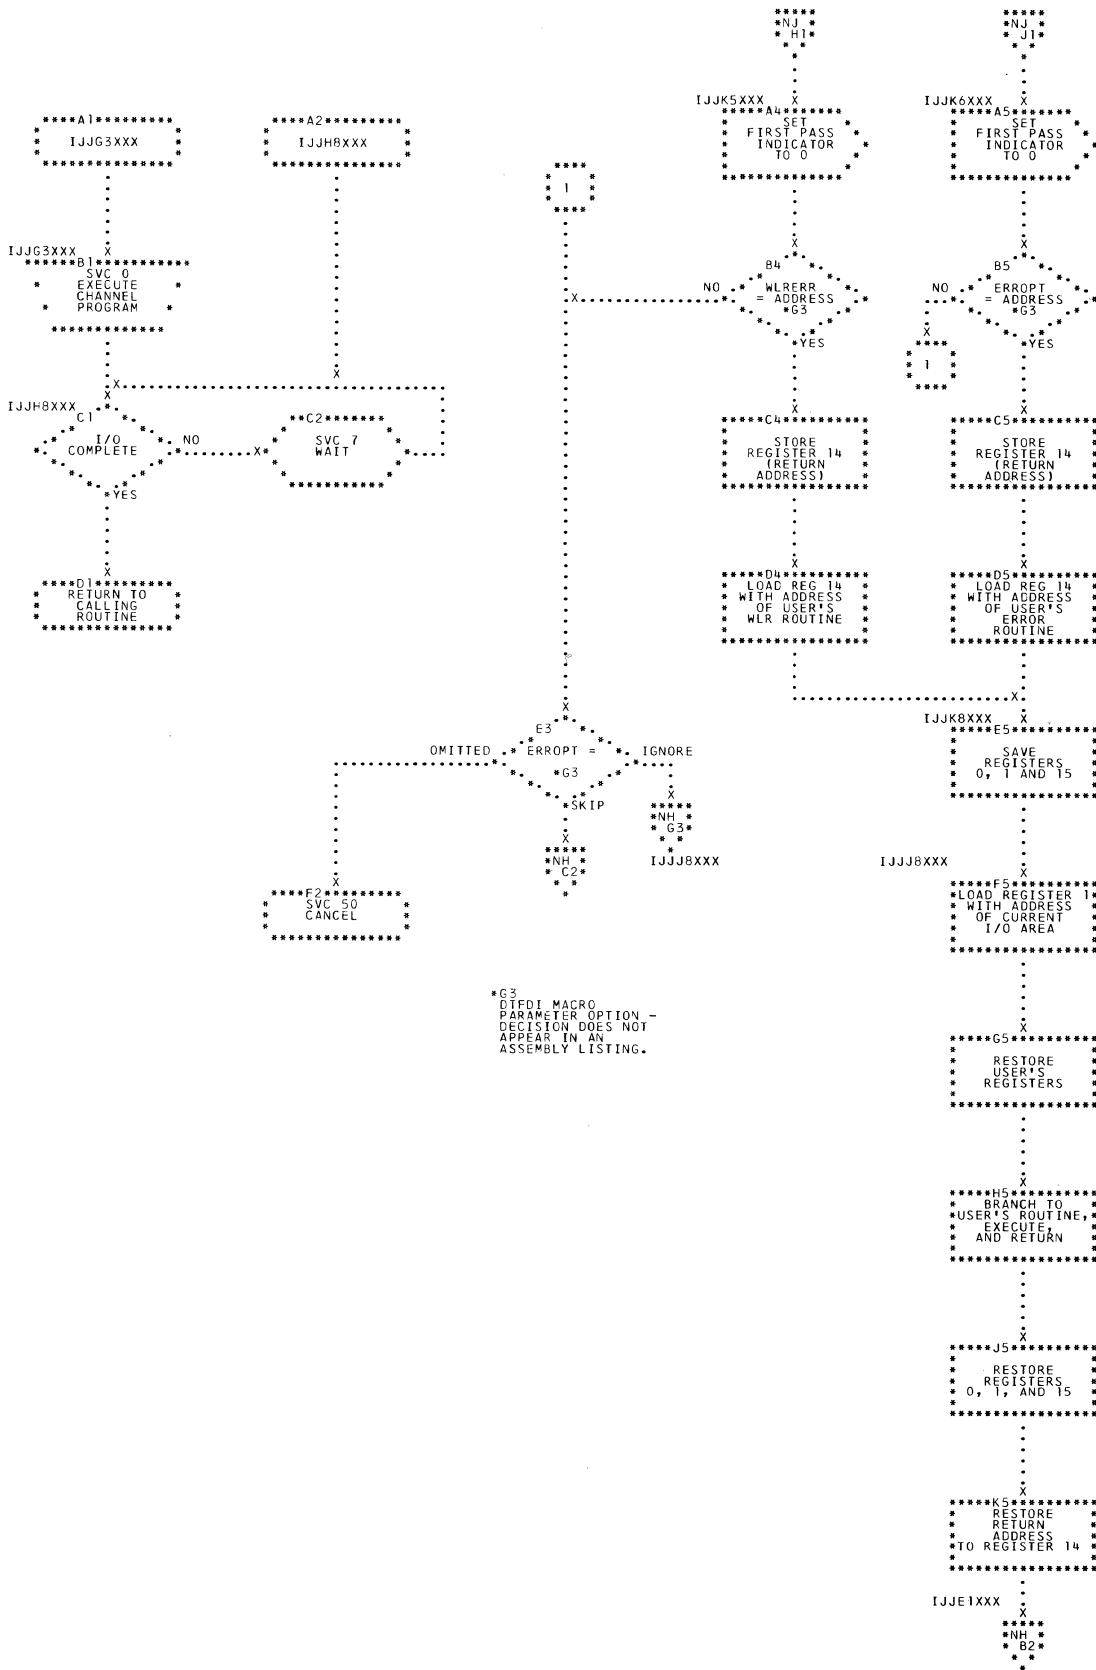 NJ
H1
NJ
J1
A1
IJJG3XXX
A2
IJJH8XXX
1
IJJK5XXX
A4
SET
FIRST PASS
INDICATOR
TO 0
IJJK6XXX
A5
SET
FIRST PASS
INDICATOR
TO 0
IJJG3XXX
B1
SVC 0
EXECUTE
CHANNEL
PROGRAM
B4
NO
WLRERR
= ADDRESS
*G3
YES
B5
NO
ERROPT
= ADDRESS
*G3
YES
1
IJJH8XXX
C1
I/O
COMPLETE
NO
YES
C2
SVC 7
WAIT
C4
STORE
REGISTER 14
(RETURN
ADDRESS)
C5
STORE
REGISTER 14
(RETURN
ADDRESS)
D1
RETURN TO
CALLING
ROUTINE
D4
LOAD REG 14
WITH ADDRESS
OF USER'S
WLR ROUTINE
D5
LOAD REG 14
WITH ADDRESS
OF USER'S
ERROR
ROUTINE
E3
OMITTED
ERROPT =
IGNORE
*G3
SKIP
NH
G3
IJJJ8XXX
NH
C2
IJJK8XXX
E5
SAVE
REGISTERS
0, 1 AND 15
F2
SVC 50
CANCEL
IJJJ8XXX
F5
LOAD REGISTER 1
WITH ADDRESS
OF CURRENT
I/O AREA
*G3
DTFDI MACRO
PARAMETER OPTION -
DECISION DOES NOT
APPEAR IN AN
ASSEMBLY LISTING.
G5
RESTORE
USER'S
REGISTERS
H5
BRANCH TO
USER'S ROUTINE,
EXECUTE,
AND RETURN
J5
RESTORE
REGISTERS
0, 1, AND 15
K5
RESTORE
RETURN
ADDRESS
TO REGISTER 14
IJJE1XXX
NH
B2